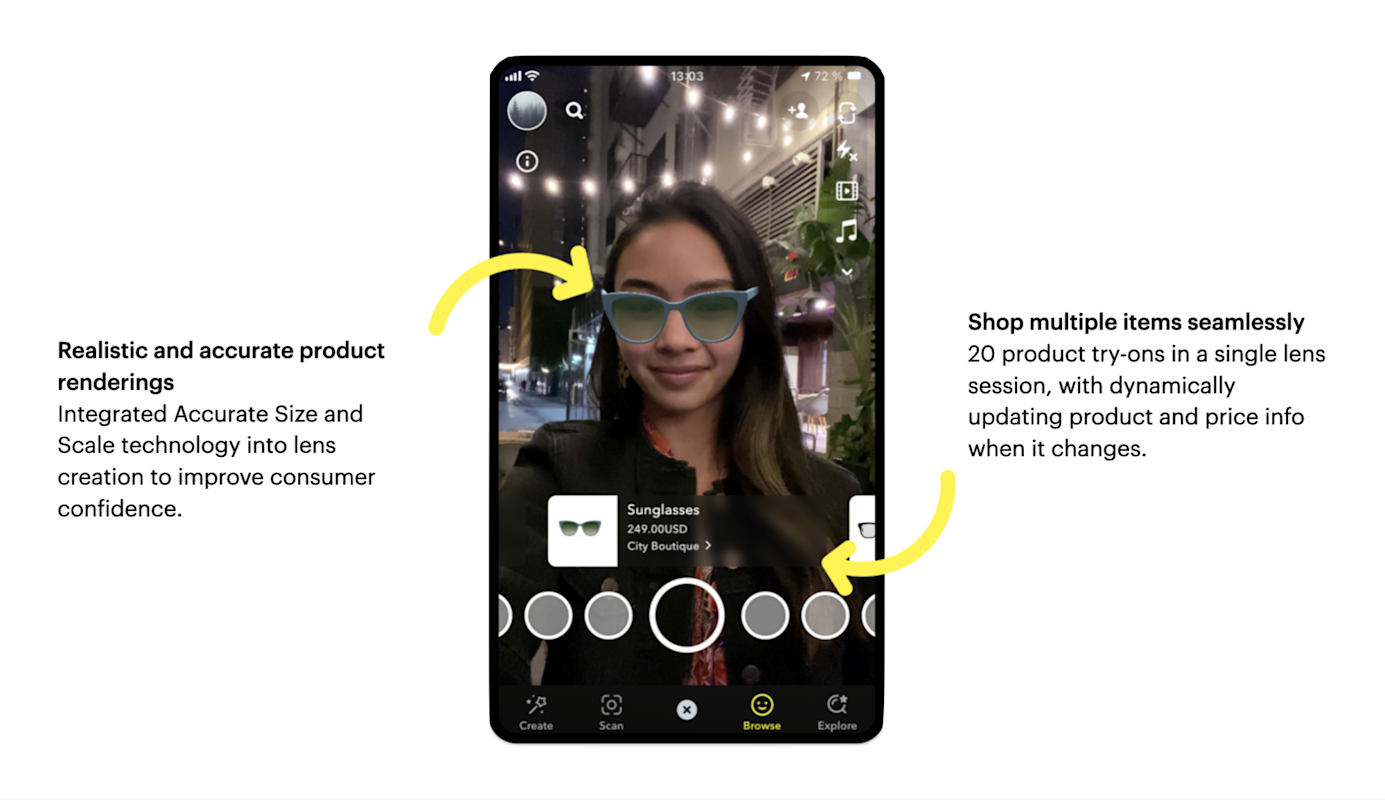 13:03
72 %
Realistic and accurate product
renderings
Integrated Accurate Size and
Scale technology into lens
creation to improve consumer
confidence.
Shop multiple items seamlessly
20 product try-ons in a single lens
session, with dynamically
updating product and price info
when it changes.
Sunglasses
249.00USD
City Boutique
Create
Scan
Browse
Explore